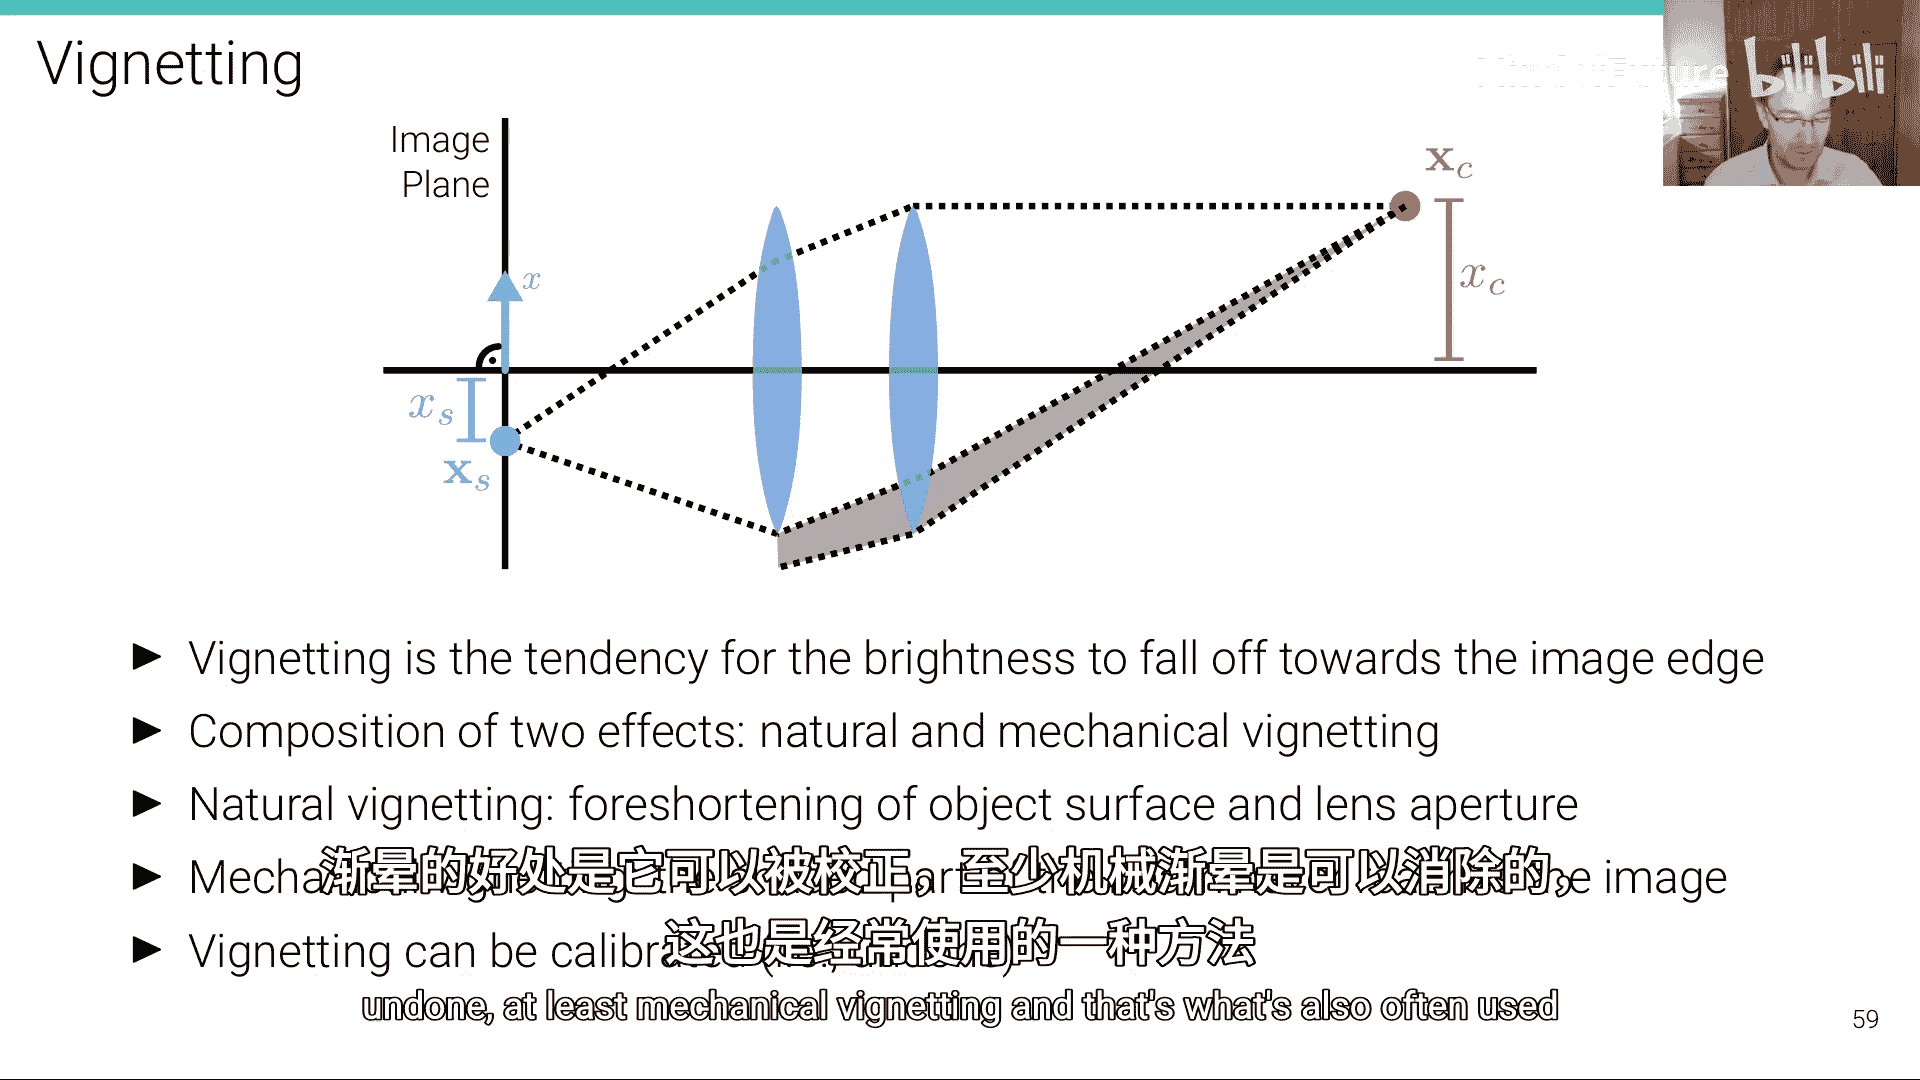 Vignetting
bilibili
Image
Plane
x
x_s
x_s
x_c
x_c
► Vignetting is the tendency for the brightness to fall off towards the image edge
► Composition of two effects: natural and mechanical vignetting
► Natural vignetting: foreshortening of object surface and lens aperture
► image
► Vignetting can be
渐晕的好处是它可以被校正，至少机械渐晕是可以消除的，
这也是经常使用的一种方法
undone, at least mechanical vignetting and that's what's also often used
59